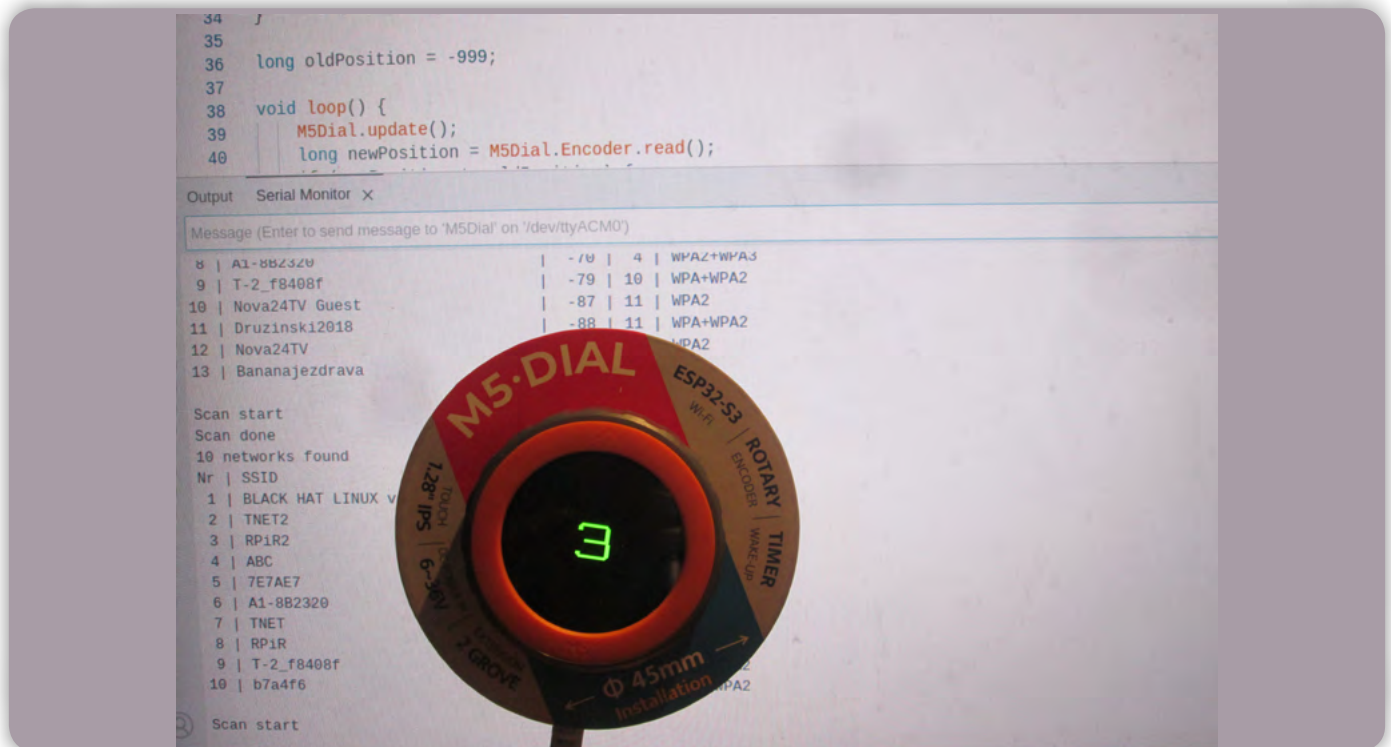 34 }
35
36 long oldPosition = -999;
37
38 void loop() {
39 M5Dial.update();
40 long newPosition = M5Dial.Encoder.read();
Output Serial Monitor ×
Message (Enter to send message to 'M5Dial' on '/dev/ttyACM0')
8 | A1-8B2320 | -70 | 4 | WPA2+WPA3
9 | T-2_f8408f | -79 | 10 | WPA+WPA2
10 | Nova24TV Guest | -87 | 11 | WPA2
11 | Druzinski2018 | -88 | 11 | WPA+WPA2
12 | Nova24TV WPA2
13 | Bananajezdrava
Scan start
Scan done
10 networks found
Nr | SSID
1 | BLACK HAT LINUX v
2 | TNET2
3 | RPiR2
4 | ABC
5 | 7E7AE7
6 | A1-8B2320
7 | TNET
8 | RPiR
9 | T-2_f8408f
10 | b7a4f6 PA2
Scan start
M5·DIAL
ESP32-S3
Wi-Fi
ROTARY
ENCODER
TIMER
WAKE-UP
1.28" IPS
TOUCH
6~36V
2 GROVE
3
Φ 45mm
Installation